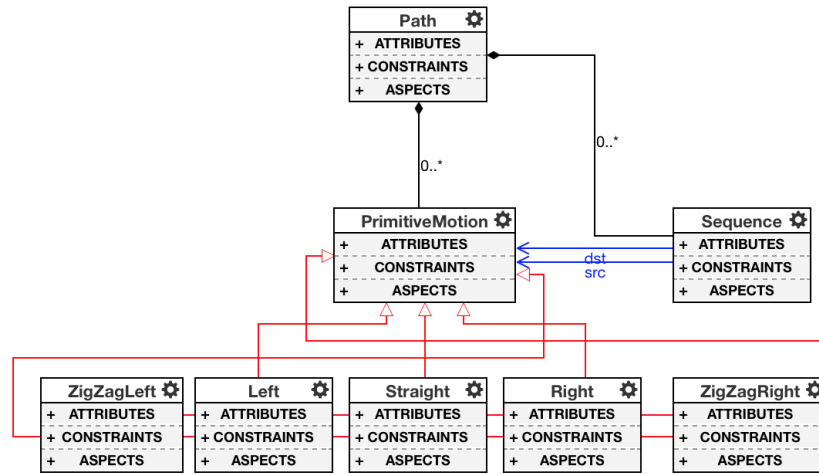 Path
+ ATTRIBUTES
+ CONSTRAINTS
+ ASPECTS
0..*
0..*
PrimitiveMotion
+ ATTRIBUTES
+ CONSTRAINTS
+ ASPECTS
dst
src
Sequence
+ ATTRIBUTES
+ CONSTRAINTS
+ ASPECTS
ZigZagLeft
+ ATTRIBUTES
+ CONSTRAINTS
+ ASPECTS
Left
+ ATTRIBUTES
+ CONSTRAINTS
+ ASPECTS
Straight
+ ATTRIBUTES
+ CONSTRAINTS
+ ASPECTS
Right
+ ATTRIBUTES
+ CONSTRAINTS
+ ASPECTS
ZigZagRight
+ ATTRIBUTES
+ CONSTRAINTS
+ ASPECTS